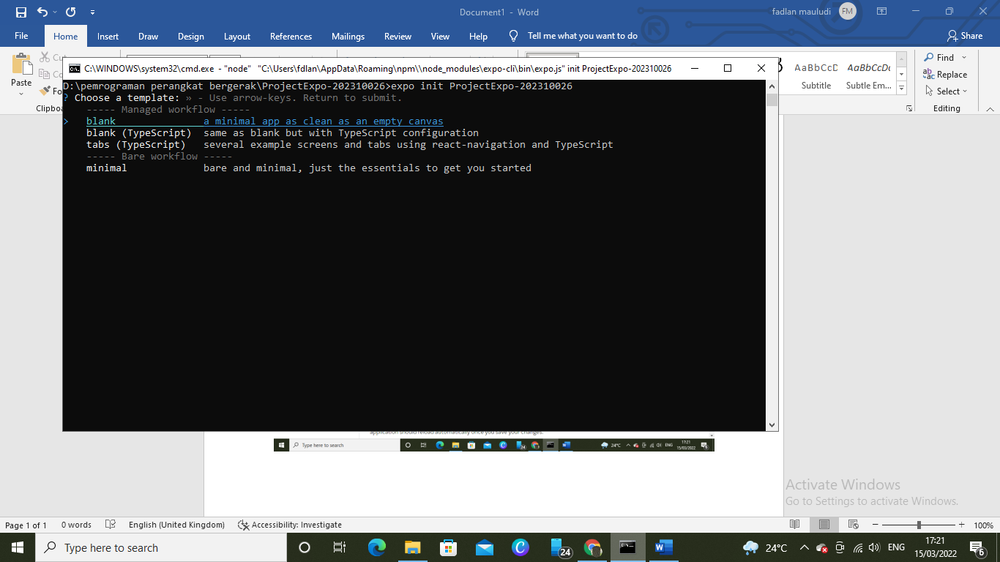 Document1 - Word
fadlan mauludi
FM
File
Home
Insert
Draw
Design
Layout
References
Mailings
Review
View
Help
Tell me what you want to do
Share
Paste
Clipboa
AaBbCcD
AaBbCcDc
Subtitle
Subtle Em...
Find
Replace
Select
Editing
C:\WINDOWS\system32\cmd.exe - "node" "C:\Users\fdlan\AppData\Roaming\npm\\node_modules\expo-cli\bin\expo.js" init ProjectExpo-202310026
D:\pemrograman perangkat bergerak\ProjectExpo-202310026>expo init ProjectExpo-202310026
? Choose a template: » - Use arrow-keys. Return to submit.
----- Managed workflow -----
> blank a minimal app as clean as an empty canvas
blank (TypeScript) same as blank but with TypeScript configuration
tabs (TypeScript) several example screens and tabs using react-navigation and TypeScript
----- Bare workflow -----
minimal bare and minimal, just the essentials to get you started
application should reload automatically once you save your changes.
Type here to search
24
24°C
ENG
17:21
15/03/2022
Activate Windows
Go to Settings to activate Windows.
Page 1 of 1
0 words
English (United Kingdom)
Accessibility: Investigate
100%
Type here to search
24
24°C
ENG
17:21
15/03/2022
6